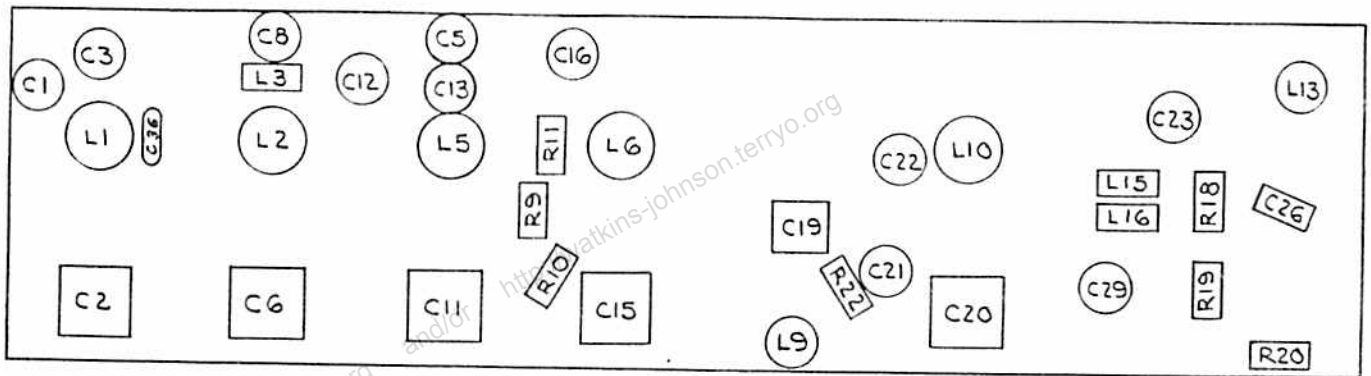 C1
C3
C8
L3
C12
C5
C13
C16
L13
L1
C36
L2
L5
R11
L6
C22
L10
C23
L15
L16
R18
C26
R9
C19
R10
R22
C21
C29
R19
C2
C6
C11
C15
C20
L9
R20
watkins-johnson.terryo.org
and/or